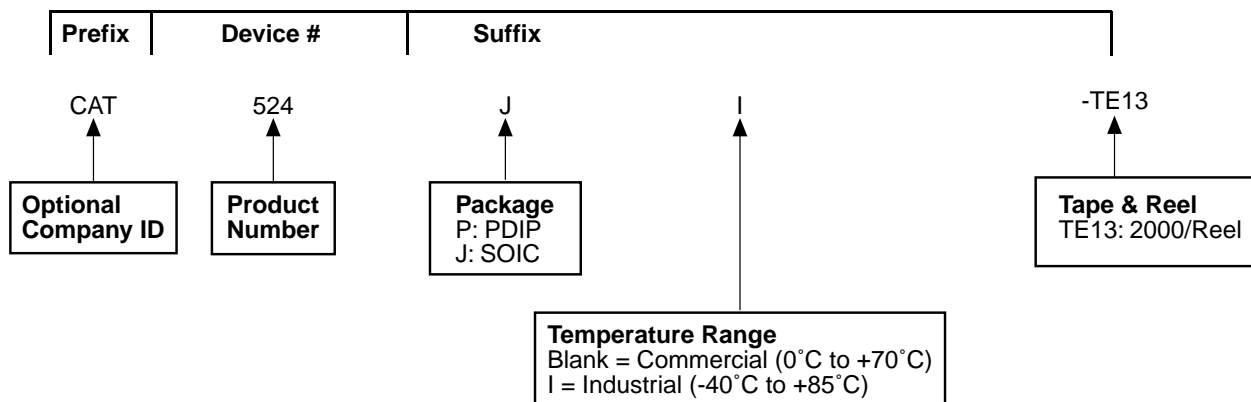 Prefix Device # Suffix
CAT 524 J I -TE13
Optional
Company ID
Product
Number
Package
P: PDIP
J: SOIC
Tape & Reel
TE13: 2000/Reel
Temperature Range
Blank = Commercial (0˚C to +70˚C)
I = Industrial (-40˚C to +85˚C)